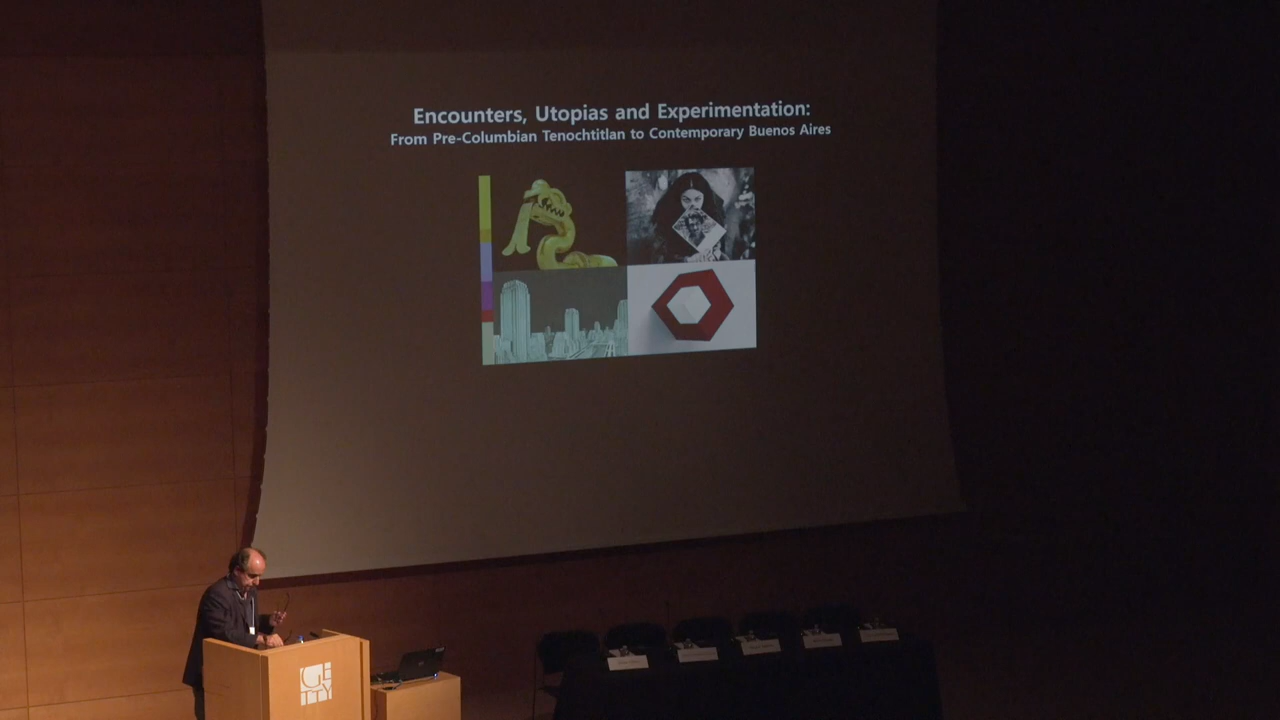 Encounters, Utopias and Experimentation:
From Pre-Columbian Tenochtitlan to Contemporary Buenos Aires
GETTY